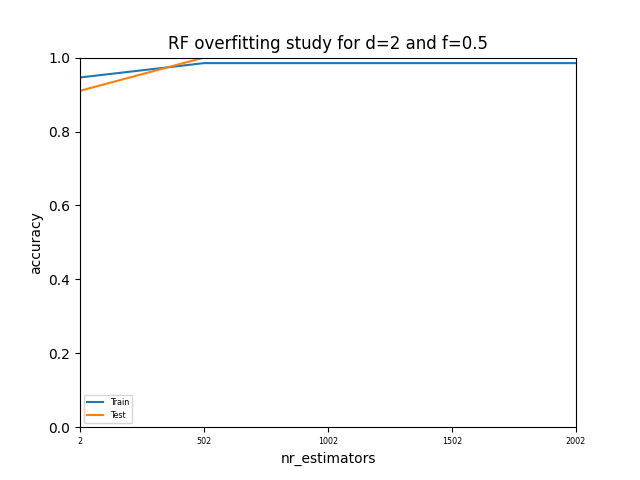 RF overfitting study for d=2 and f=0.5
1.0
0.8
0.6
0.4
0.2
0.0
accuracy
Train
Test
2 502 1002 1502 2002
nr_estimators